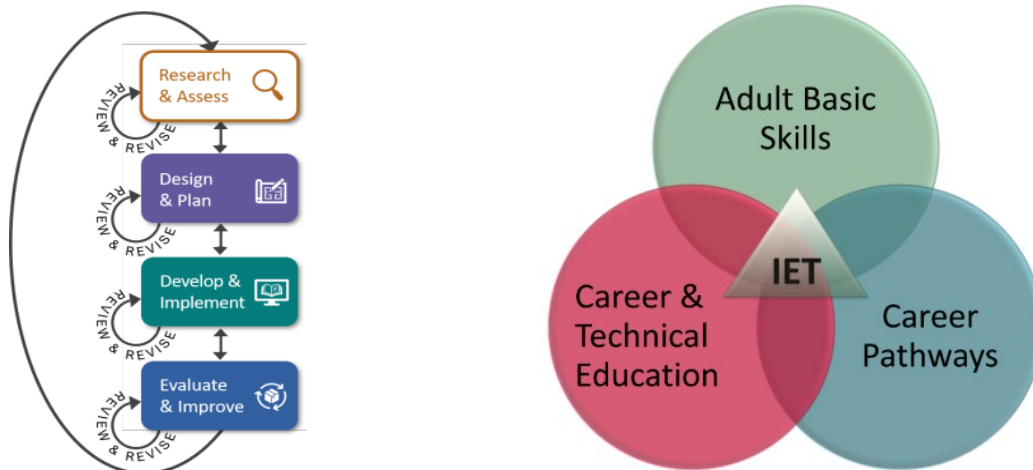 Research
& Assess
REVIEW & REVISE
Design
& Plan
REVIEW & REVISE
Develop &
Implement
REVIEW & REVISE
Evaluate
& Improve
REVIEW & REVISE
Adult Basic
Skills
IET
Career &
Technical
Education
Career
Pathways